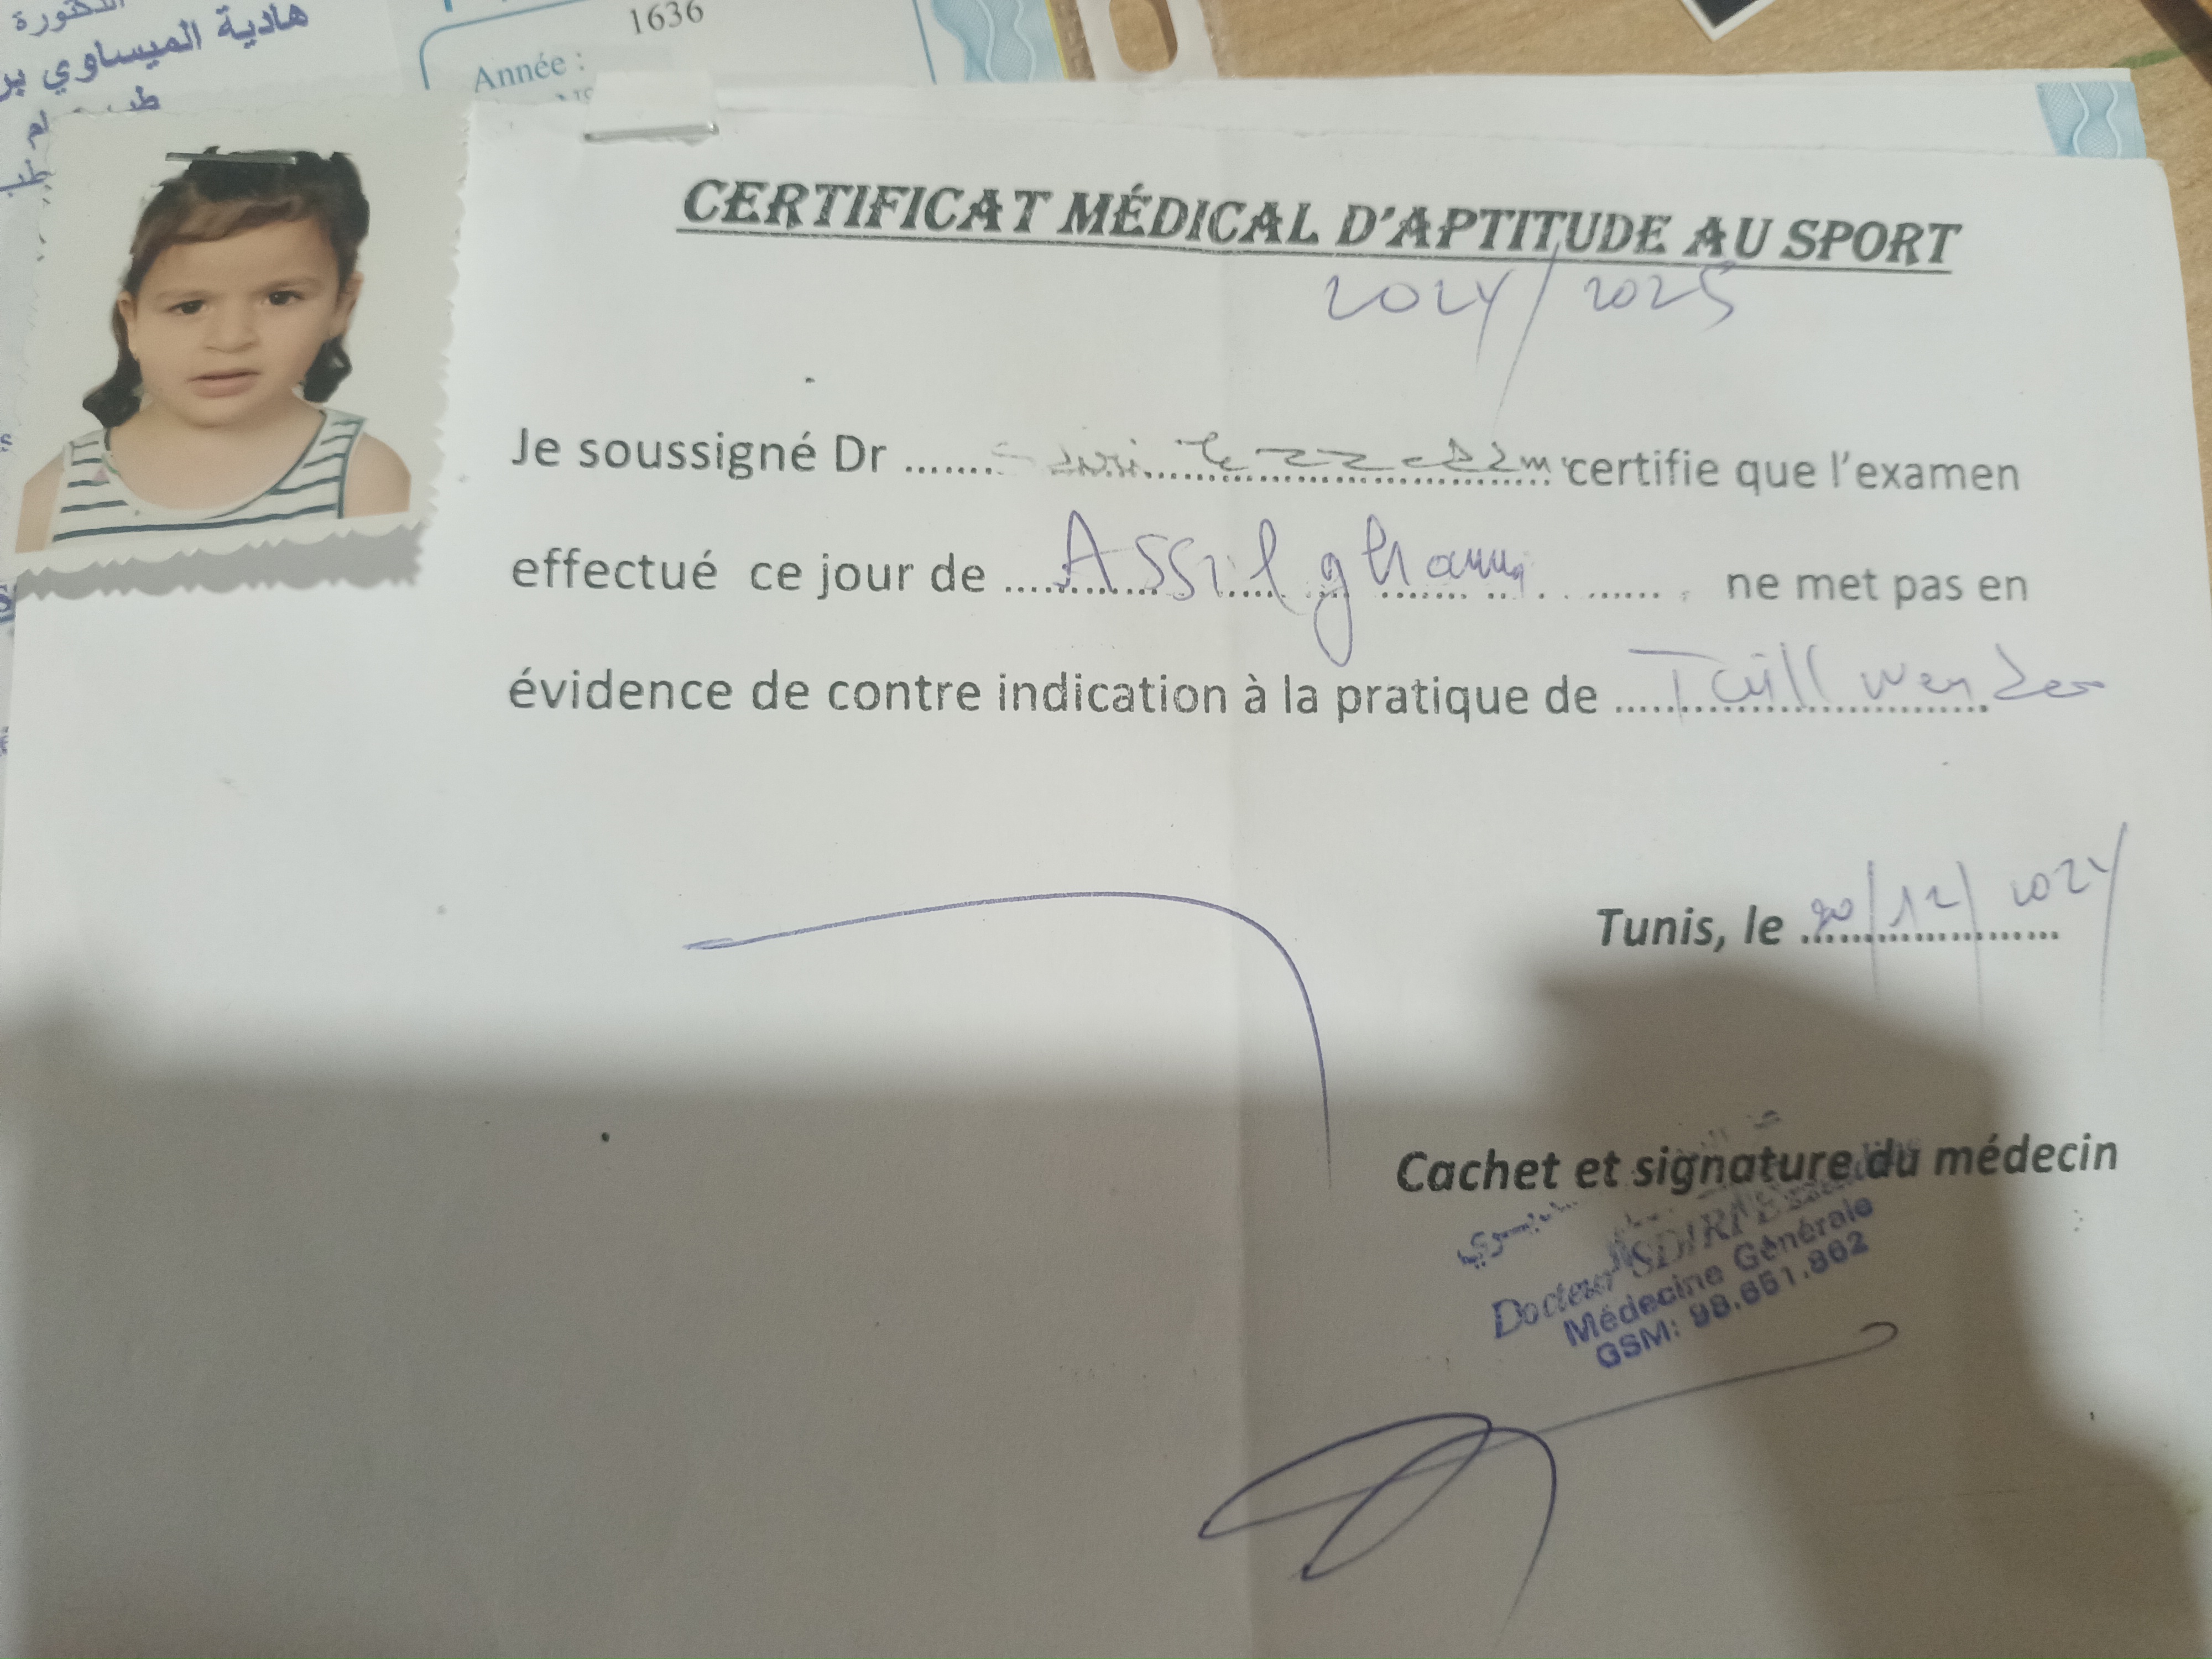 هادية الميساوي
1636
Année :
CERTIFICAT MÉDICAL D'APTITUDE AU SPORT
2024/2025
Je soussigné Dr certifie que l'examen
effectué ce jour de Assil ne met pas en
évidence de contre indication à la pratique de
Tunis, le 20/12/2024
Cachet et signature du médecin
Docteur
Médecine Générale
GSM: 98.651.862